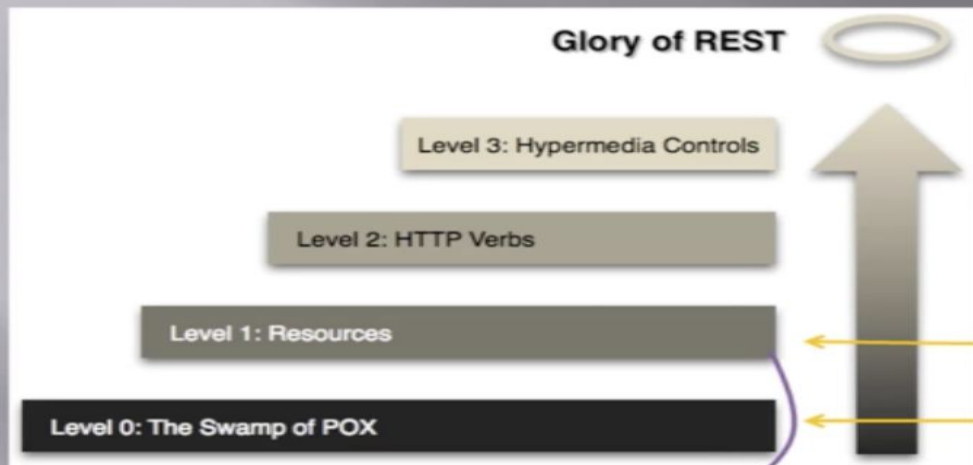 Glory of REST
Level 3: Hypermedia Controls
Level 2: HTTP Verbs
Level 1: Resources
Level 0: The Swamp of POX